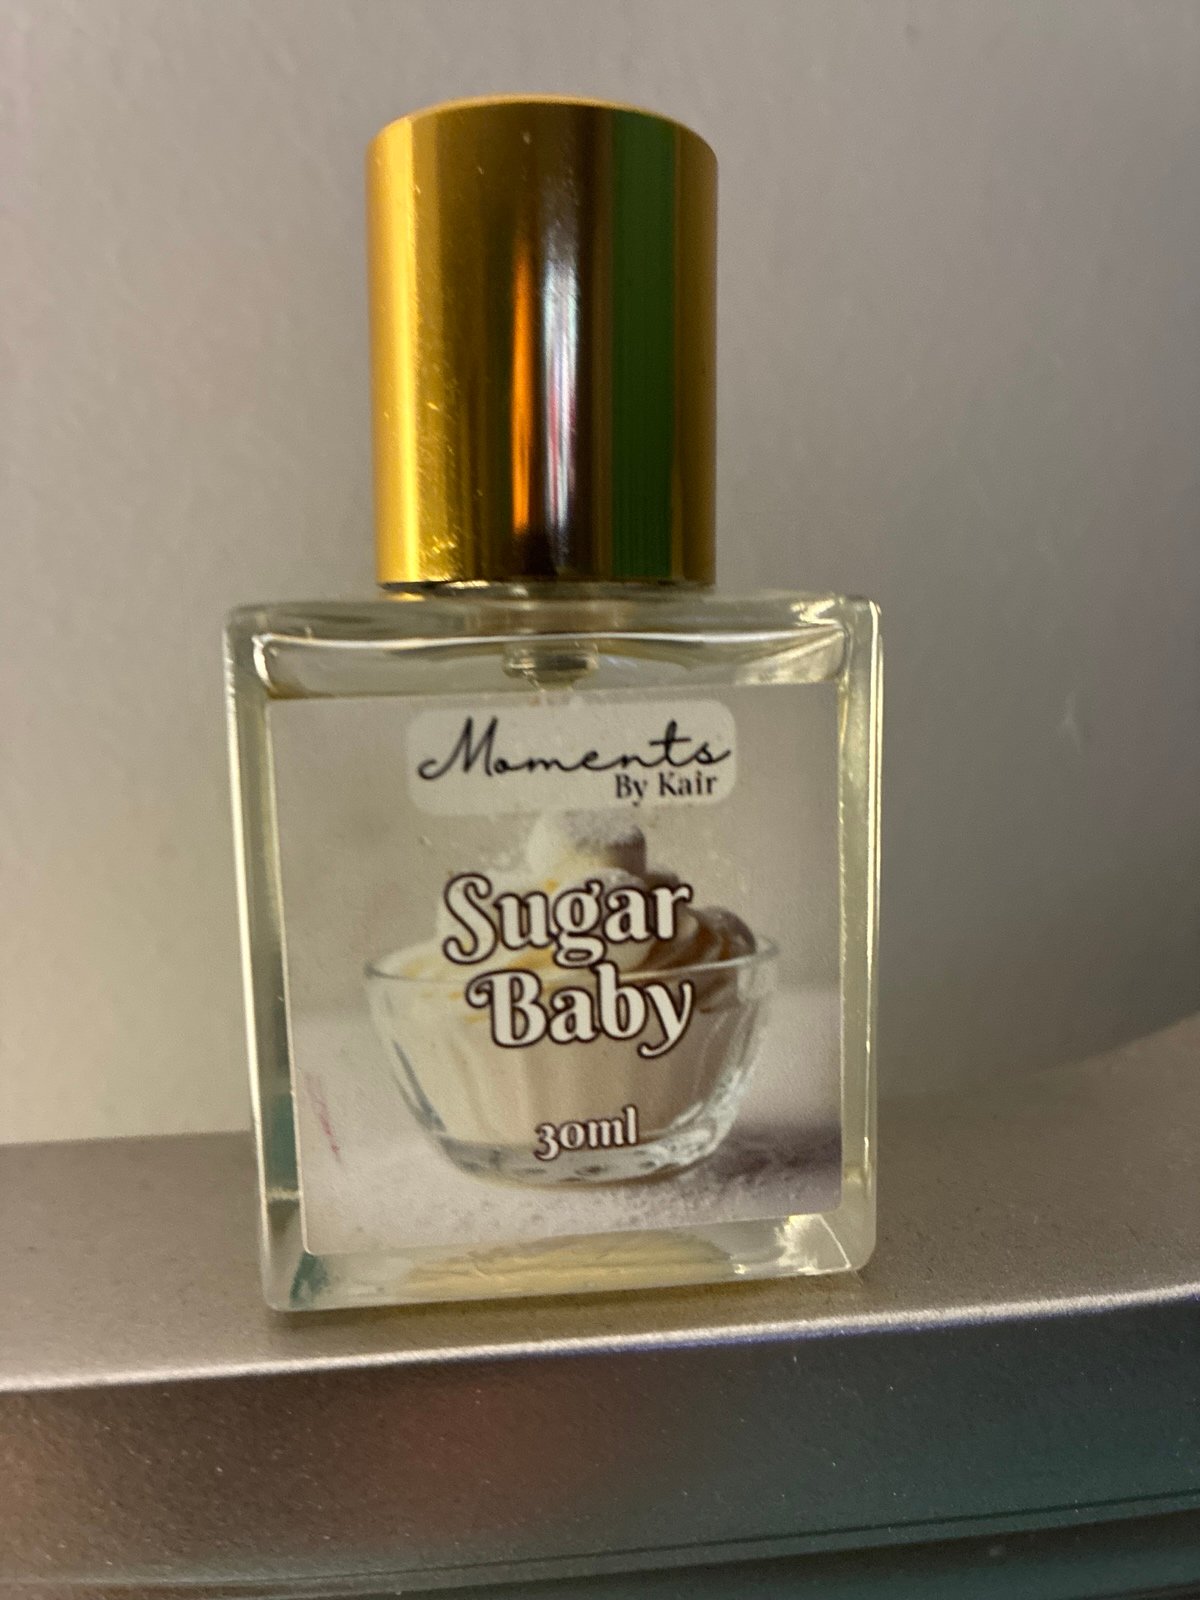 Moments
By Kair
Sugar
Baby
30ml